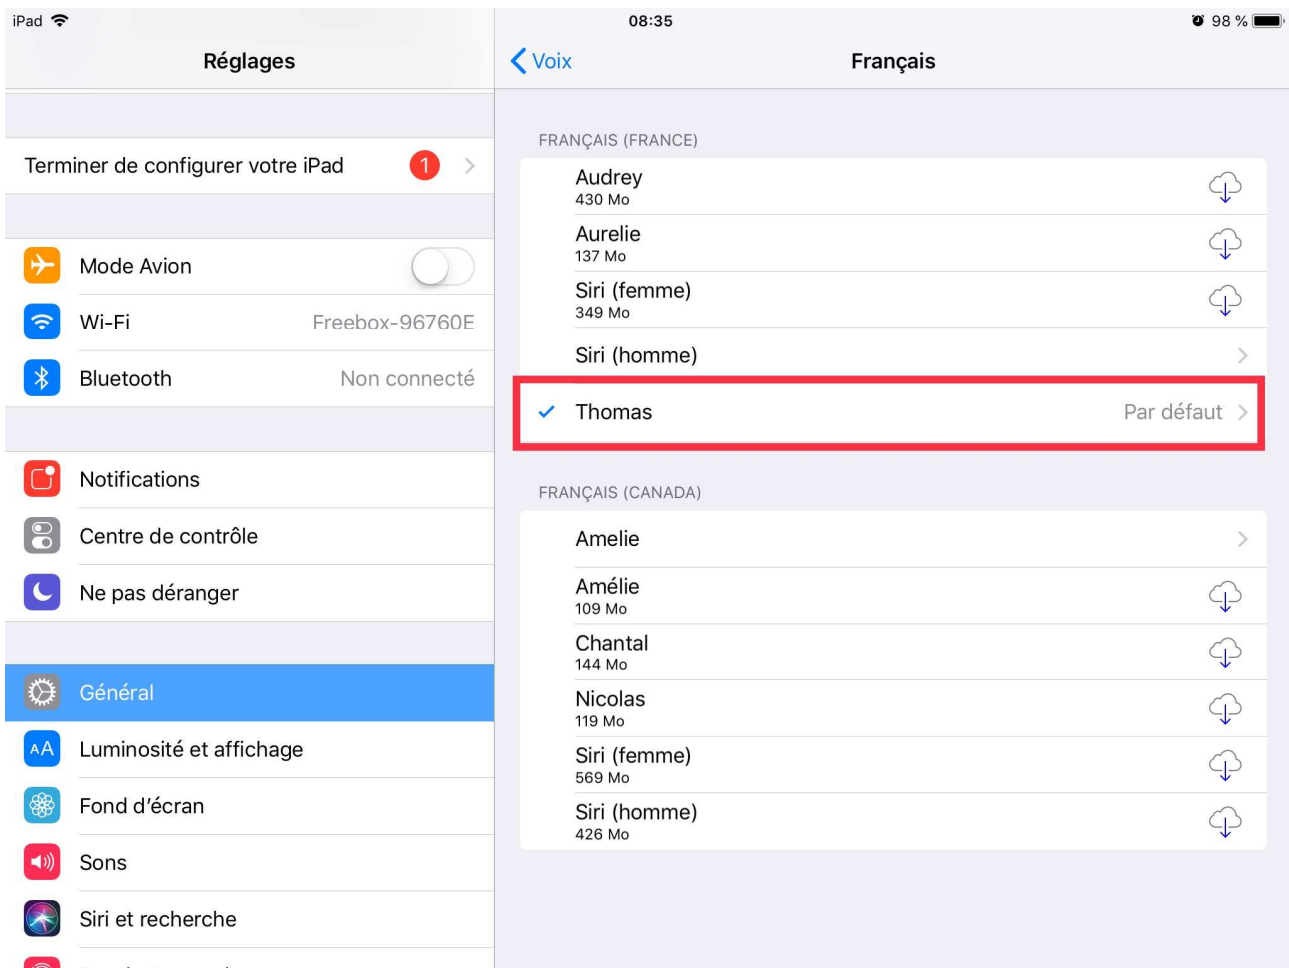 iPad
08:35
98 %
Réglages
Voix
Français
Terminer de configurer votre iPad
1
Mode Avion
Wi-Fi
Freebox-96760E
Bluetooth
Non connecté
Notifications
Centre de contrôle
Ne pas déranger
Général
AA
Luminosité et affichage
Fond d'écran
Sons
Siri et recherche
FRANÇAIS (FRANCE)
Audrey
430 Mo
Aurelie
137 Mo
Siri (femme)
349 Mo
Siri (homme)
Thomas
Par défaut
FRANÇAIS (CANADA)
Amelie
Amélie
109 Mo
Chantal
144 Mo
Nicolas
119 Mo
Siri (femme)
569 Mo
Siri (homme)
426 Mo